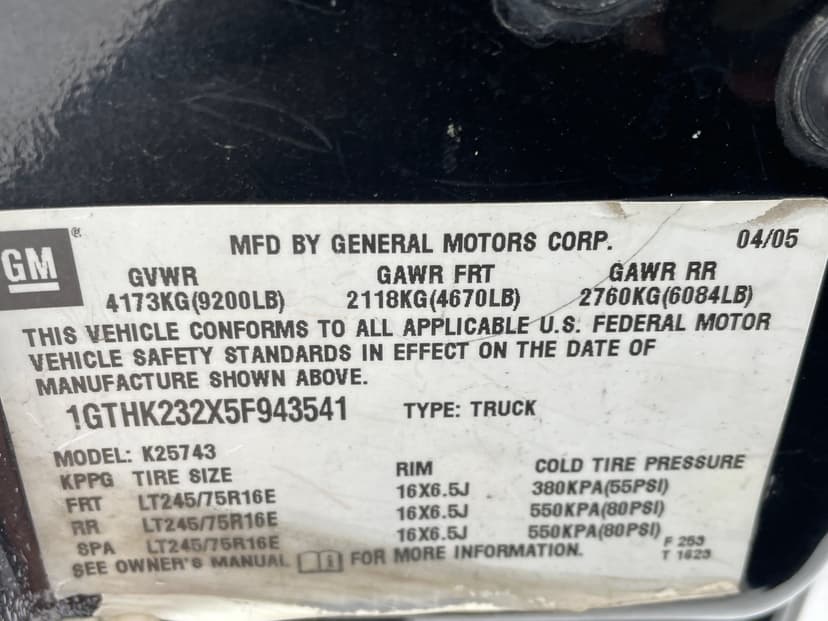 GM ®
MFD BY GENERAL MOTORS CORP. 04/05
GVWR GAWR FRT GAWR RR
4173KG(9200LB) 2118KG(4670LB) 2760KG(6084LB)
THIS VEHICLE CONFORMS TO ALL APPLICABLE U.S. FEDERAL MOTOR
VEHICLE SAFETY STANDARDS IN EFFECT ON THE DATE OF
MANUFACTURE SHOWN ABOVE.
1GTHK232X5F943541 TYPE: TRUCK
MODEL: K25743
KPPG TIRE SIZE RIM COLD TIRE PRESSURE
FRT LT245/75R16E 16X6.5J 380KPA(55PSI)
RR LT245/75R16E 16X6.5J 550KPA(80PSI)
SPA LT245/75R16E 16X6.5J 550KPA(80PSI)
SEE OWNER'S MANUAL FOR MORE INFORMATION.
F 253
T 1623